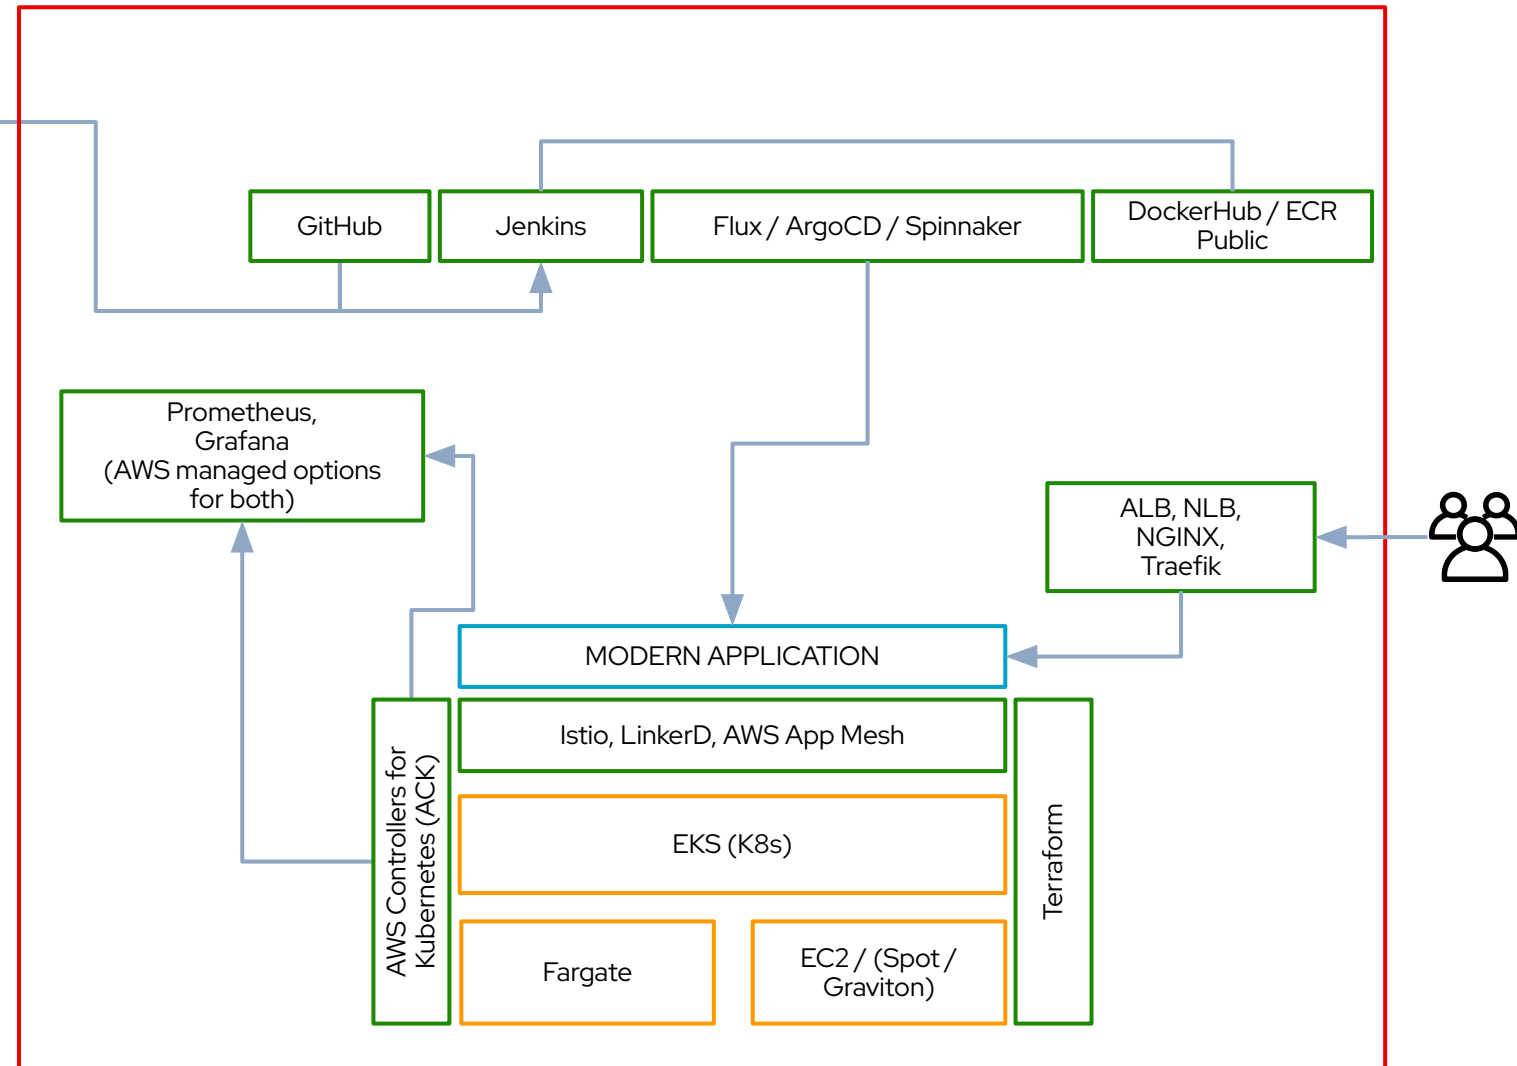 GitHub
Jenkins
Flux / ArgoCD / Spinnaker
DockerHub / ECR
Public
Prometheus,
Grafana
(AWS managed options
for both)
ALB, NLB,
NGINX,
Traefik
MODERN APPLICATION
AWS Controllers for
Kubernetes (ACK)
Istio, LinkerD, AWS App Mesh
Terraform
EKS (K8s)
Fargate
EC2 / (Spot /
Graviton)